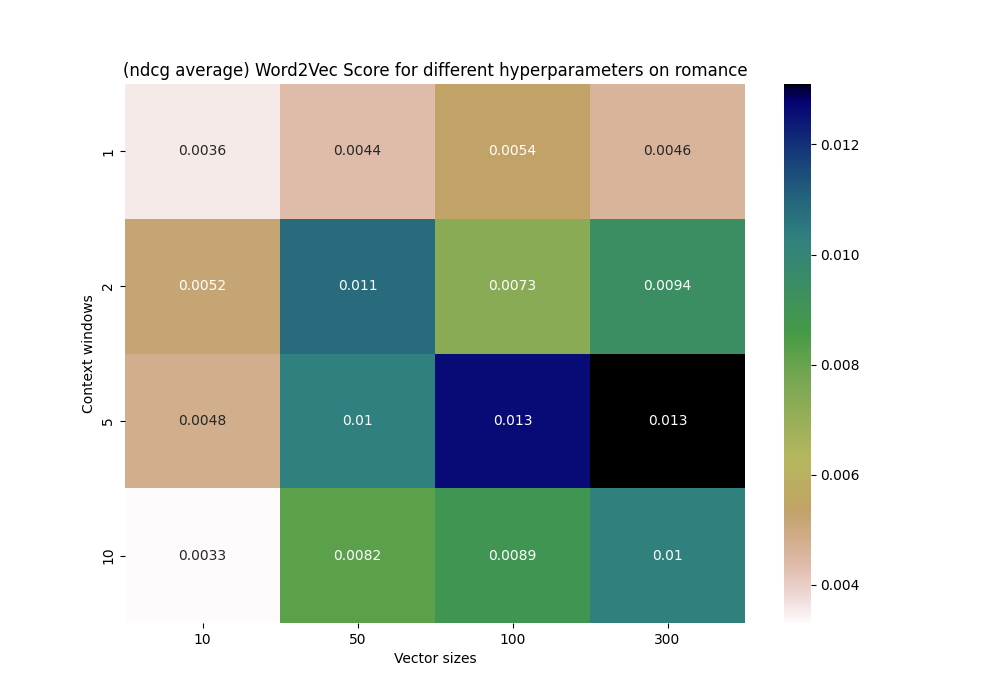 (ndcg average) Word2Vec Score for different hyperparameters on romance
1
0.0036 0.0044 0.0054 0.0046
0.012
0.010
2
0.0052 0.011 0.0073 0.0094
Context windows
0.008
5
0.0048 0.01 0.013 0.013
0.006
10
0.0033 0.0082 0.0089 0.01
0.004
10 50 100 300
Vector sizes